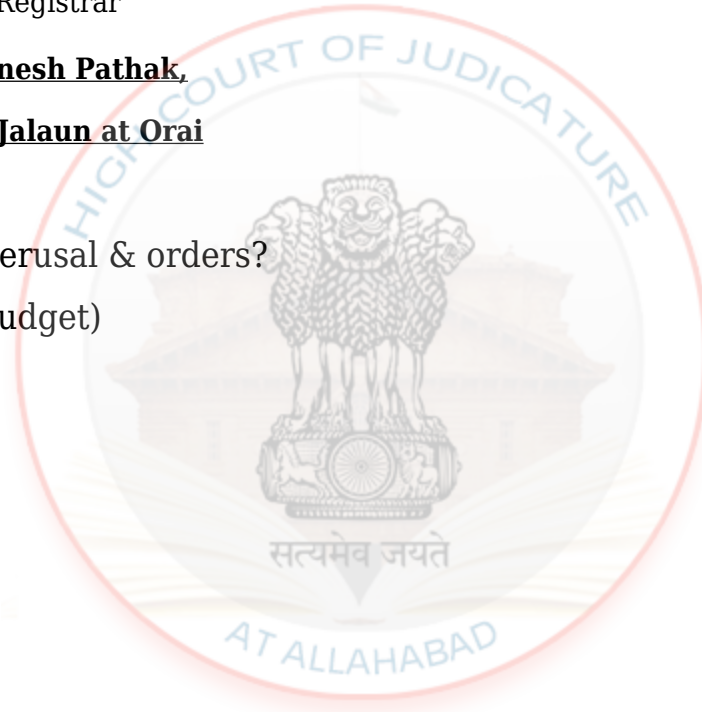 Registrar
nesh Pathak,
Jalaun at Orai
erusal & orders?
udget)
HIGH COURT OF JUDICATURE
सत्यमेव जयते
AT ALLAHABAD